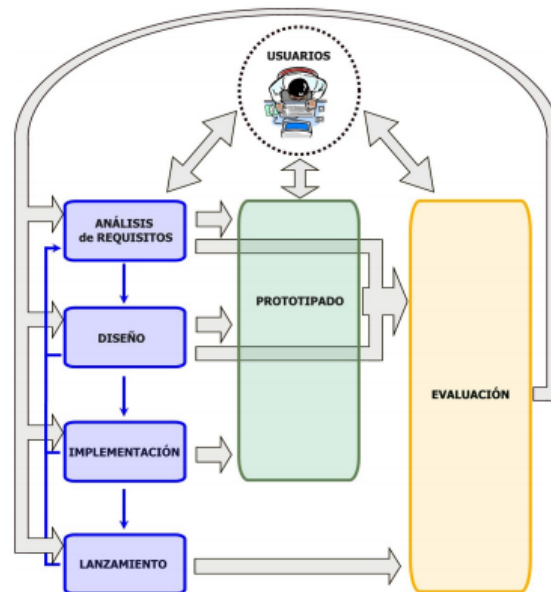 USUARIOS
ANÁLISIS
de REQUISITOS
PROTOTIPADO
DISEÑO
EVALUACIÓN
IMPLEMENTACIÓN
LANZAMIENTO